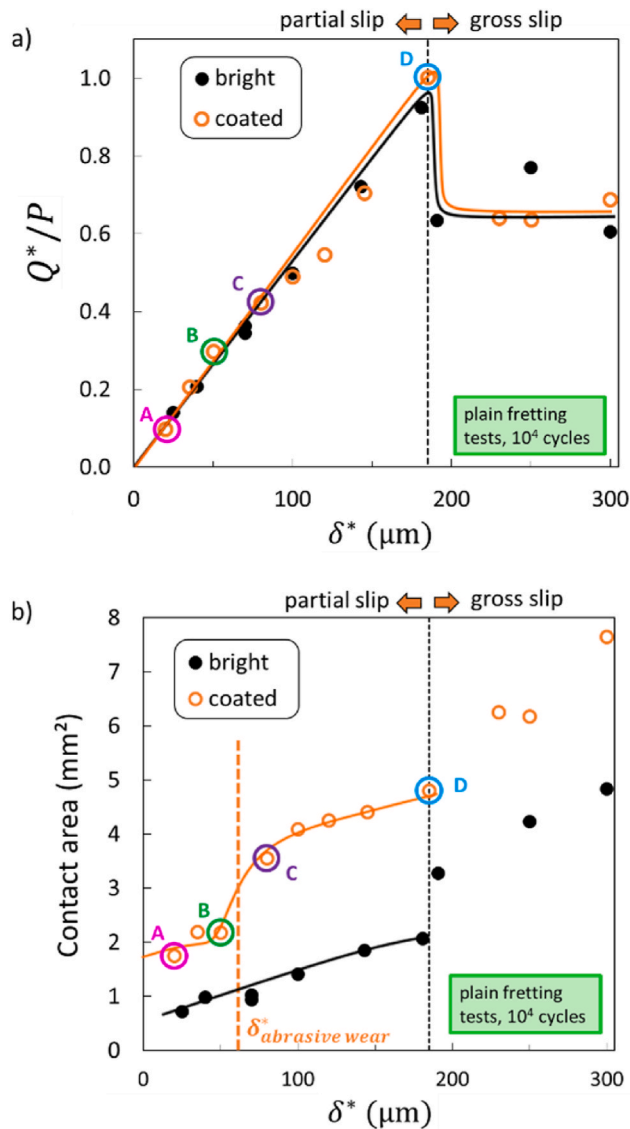 a)
partial slip
gross slip
bright
coated
D
C
B
A
Q*/P
1.0
0.8
0.6
0.4
0.2
0.0
plain fretting
tests, 10⁴ cycles
0
100
200
300
δ* (µm)
b)
partial slip
gross slip
bright
coated
Contact area (mm²)
8
7
6
5
4
3
2
1
0
D
C
B
A
δ*abrasive wear
plain fretting
tests, 10⁴ cycles
0
100
200
300
δ* (µm)